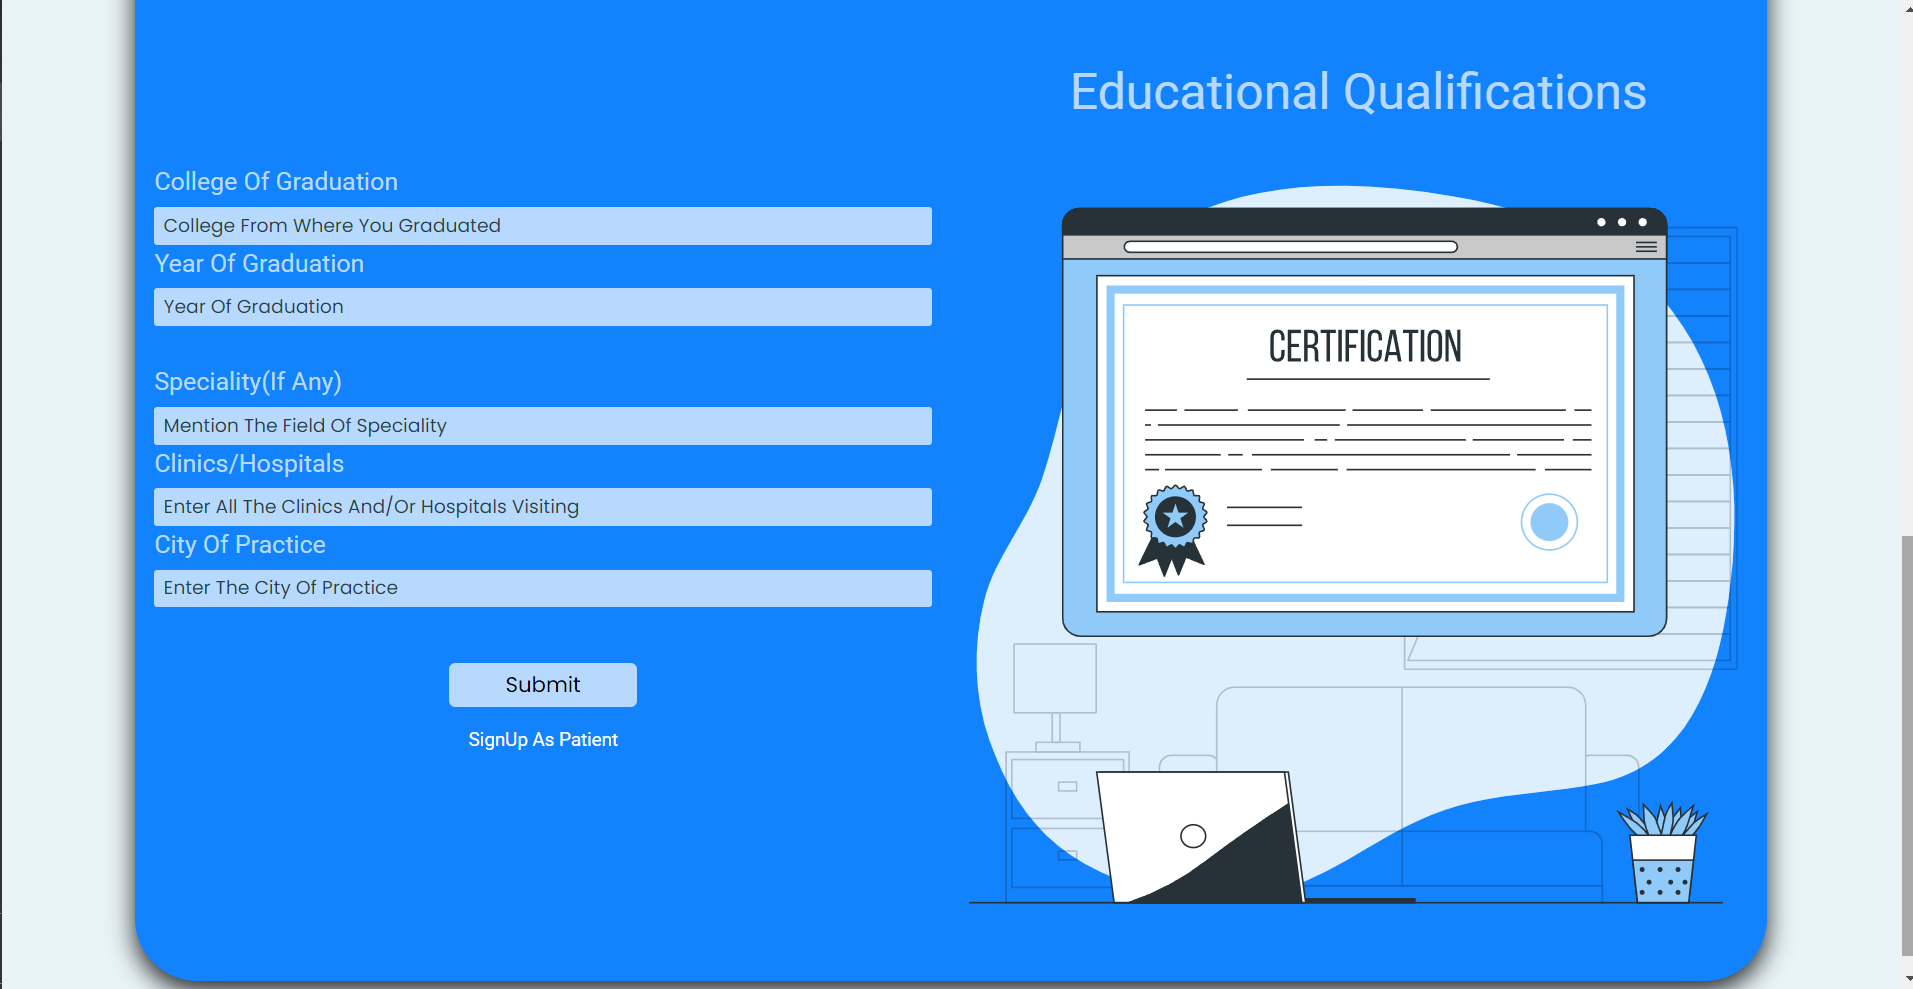 Educational Qualifications
College Of Graduation
College From Where You Graduated
Year Of Graduation
Year Of Graduation
Speciality(If Any)
Mention The Field Of Speciality
Clinics/Hospitals
Enter All The Clinics And/Or Hospitals Visiting
City Of Practice
Enter The City Of Practice
Submit
SignUp As Patient
CERTIFICATION